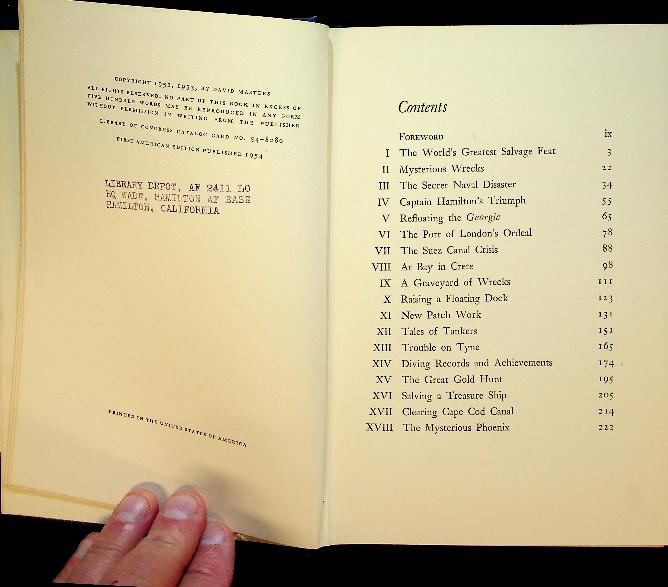 COPYRIGHT 1952, 1953, BY DAVID MASTERS
ALL RIGHTS RESERVED. NO PART OF THIS BOOK IN EXCESS OF
FIVE HUNDRED WORDS MAY BE REPRODUCED IN ANY FORM
WITHOUT PERMISSION IN WRITING FROM THE PUBLISHER
LIBRARY OF CONGRESS CATALOG CARD NO. 54-6080
FIRST AMERICAN EDITION PUBLISHED 1954
LIBRARY DEPOT, AF 2411 LO
HQ WADF, HAMILTON AF BASE
HAMILTON, CALIFORNIA
PRINTED IN THE UNITED STATES OF AMERICA
Contents
FOREWORD ix
I The World's Greatest Salvage Feat 3
II Mysterious Wrecks 22
III The Secret Naval Disaster 34
IV Captain Hamilton's Triumph 55
V Refloating the Georgic 65
VI The Port of London's Ordeal 78
VII The Suez Canal Crisis 88
VIII At Bay in Crete 98
IX A Graveyard of Wrecks 111
X Raising a Floating Dock 123
XI New Patch Work 131
XII Tales of Tankers 151
XIII Trouble on Tyne 165
XIV Diving Records and Achievements 174
XV The Great Gold Hunt 195
XVI Salving a Treasure Ship 205
XVII Clearing Cape Cod Canal 214
XVIII The Mysterious Phoenix 222